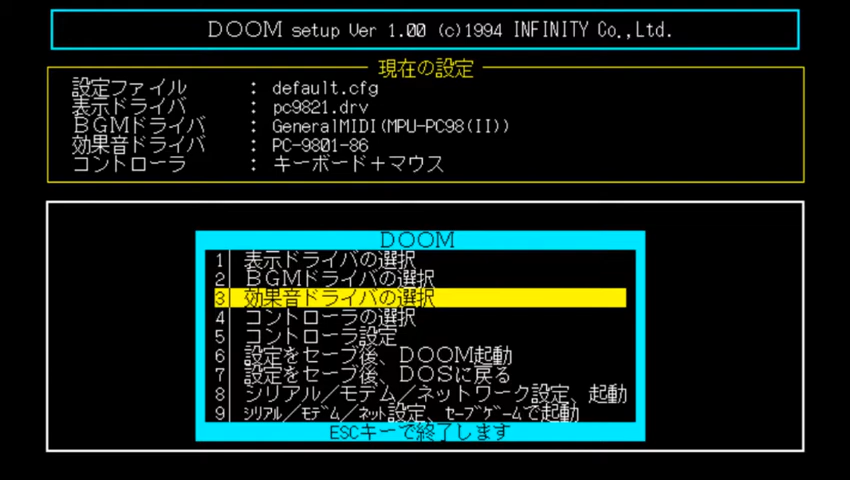 DOOM setup Ver 1.00 (c)1994 INFINITY Co.,Ltd.
現在の設定
設定ファイル : default.cfg
表示ドライバ : pc9821.drv
BGMドライバ : GeneralMIDI(MPU-PC98(II))
効果音ドライバ : PC-9801-86
コントローラ : キーボード+マウス
DOOM
1 表示ドライバの選択
2 BGMドライバの選択
3 効果音ドライバの選択
4 コントローラの選択
5 コントローラ設定
6 設定をセーブ後、DOOM起動
7 設定をセーブ後、DOSに戻る
8 シリアル/モデム/ネットワーク設定、起動
9 シリアル/モデム/ネット設定、セーブゲームで起動
ESCキーで終了します